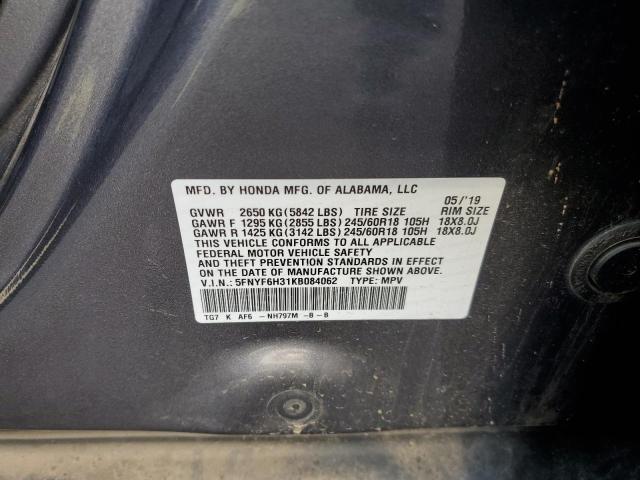 MFD. BY HONDA MFG. OF ALABAMA, LLC
05/'19
GVWR 2650 KG(5842 LBS) TIRE SIZE RIM SIZE
GAWR F 1295 KG(2855 LBS)245/60R18 105H 18X8.0J
GAWR R 1425 KG(3142 LBS)245/60R18 105H 18X8.0J
THIS VEHICLE CONFORMS TO ALL APPLICABLE
FEDERAL MOTOR VEHICLE SAFETY
AND THEFT PREVENTION STANDARDS IN EFFECT
ON THE DATE OF MANUFACTURE SHOWN ABOVE.
V.I.N.: 5FNYF6H31KB084062 TYPE: MPV
TG7 K AF6 -NH797M -B-B